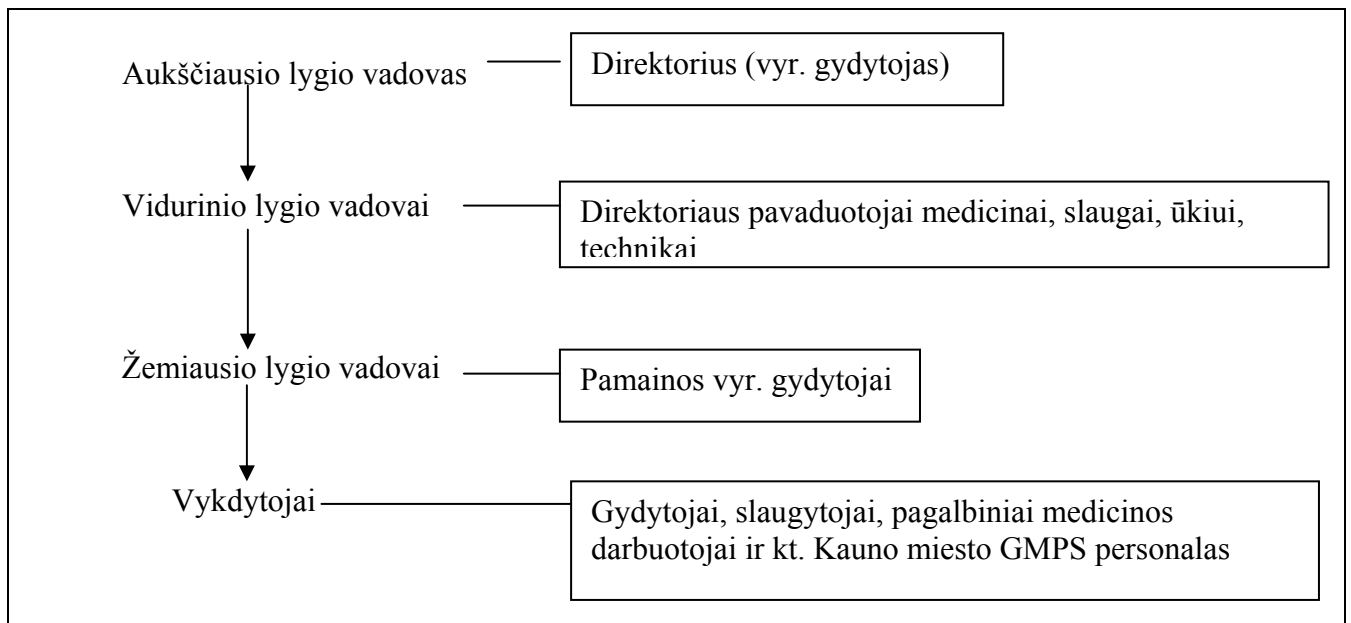 Aukščiausio lygio vadovas
Direktorius (vyr. gydytojas)
Vidurinio lygio vadovai
Direktoriaus pavaduotojai medicinai, slaugai, ūkiui,
technikai
Žemiausio lygio vadovai
Pamainos vyr. gydytojai
Vykdytojai
Gydytojai, slaugytojai, pagalbiniai medicinos
darbuotojai ir kt. Kauno miesto GMPS personalas